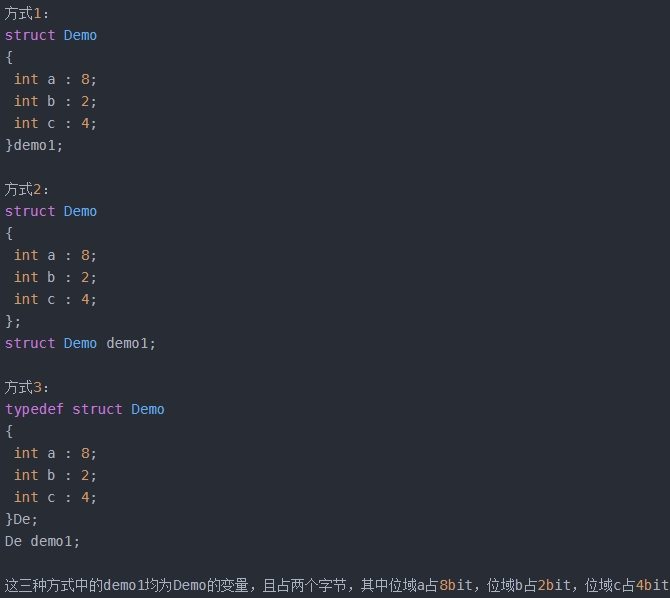 方式1:
struct Demo
{
 int a : 8;
 int b : 2;
 int c : 4;
}demo1;

方式2:
struct Demo
{
 int a : 8;
 int b : 2;
 int c : 4;
};
struct Demo demo1;

方式3:
typedef struct Demo
{
 int a : 8;
 int b : 2;
 int c : 4;
}De;
De demo1;

这三种方式中的demo1均为Demo的变量，且占两个字节，其中位域a占8bit，位域b占2bit，位域c占4bit